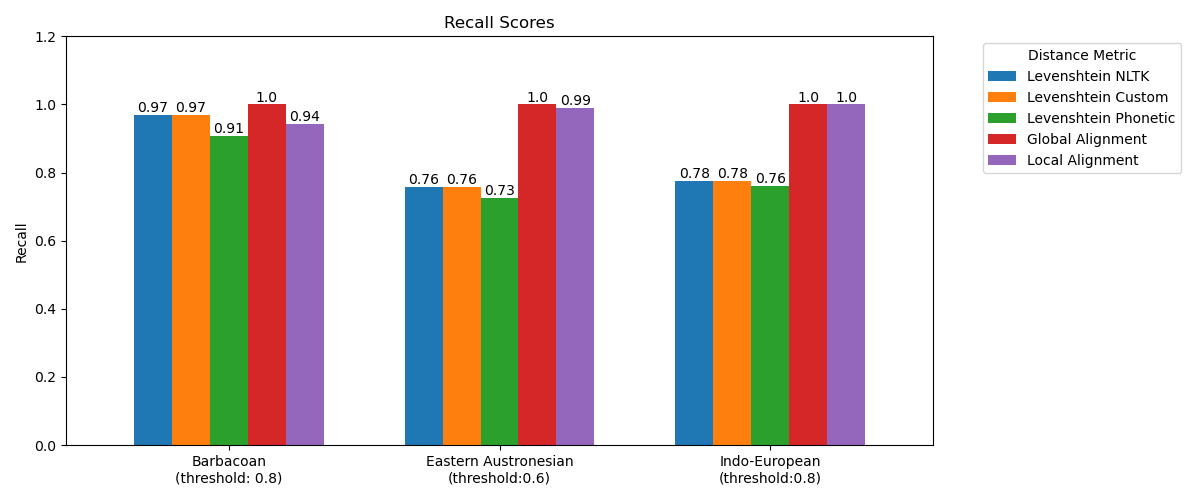 Recall Scores
Recall
1.2
1.0
0.8
0.6
0.4
0.2
0.0
0.97 0.97 0.91 1.0 0.94
0.76 0.76 0.73 1.0 0.99
0.78 0.78 0.76 1.0 1.0
Barbacoan
(threshold: 0.8)
Eastern Austronesian
(threshold:0.6)
Indo-European
(threshold:0.8)
Distance Metric
Levenshtein NLTK
Levenshtein Custom
Levenshtein Phonetic
Global Alignment
Local Alignment